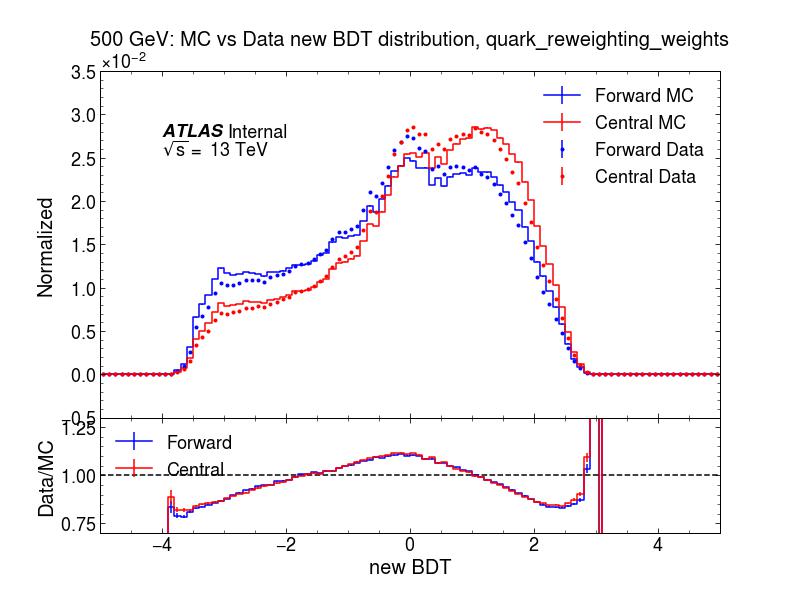 500 GeV: MC vs Data new BDT distribution, quark_reweighting_weights
×10⁻²
3.5
3.0
2.5
2.0
1.5
1.0
0.5
0.0
−0.5
Normalized
ATLAS Internal
√s = 13 TeV
Forward MC
Central MC
Forward Data
Central Data
1.25
1.00
0.75
Data/MC
Forward
Central
−4 −2 0 2 4
new BDT